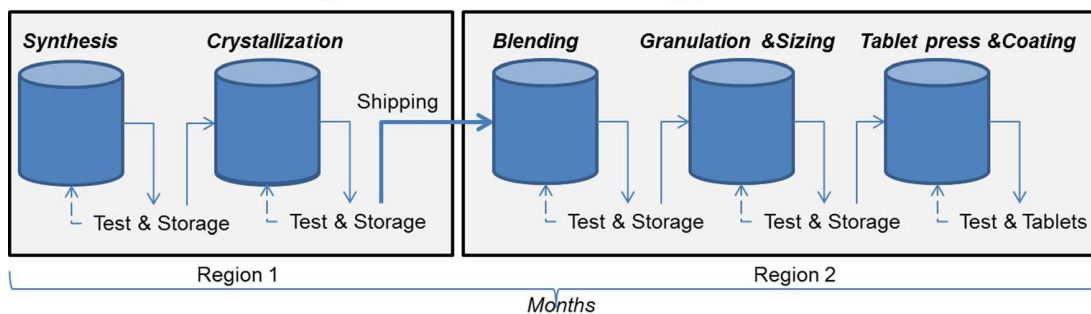 Synthesis
Crystallization
Blending
Granulation &Sizing
Tablet press &Coating
Shipping
Test & Storage
Test & Storage
Test & Storage
Test & Storage
Test & Tablets
Region 1
Region 2
Months